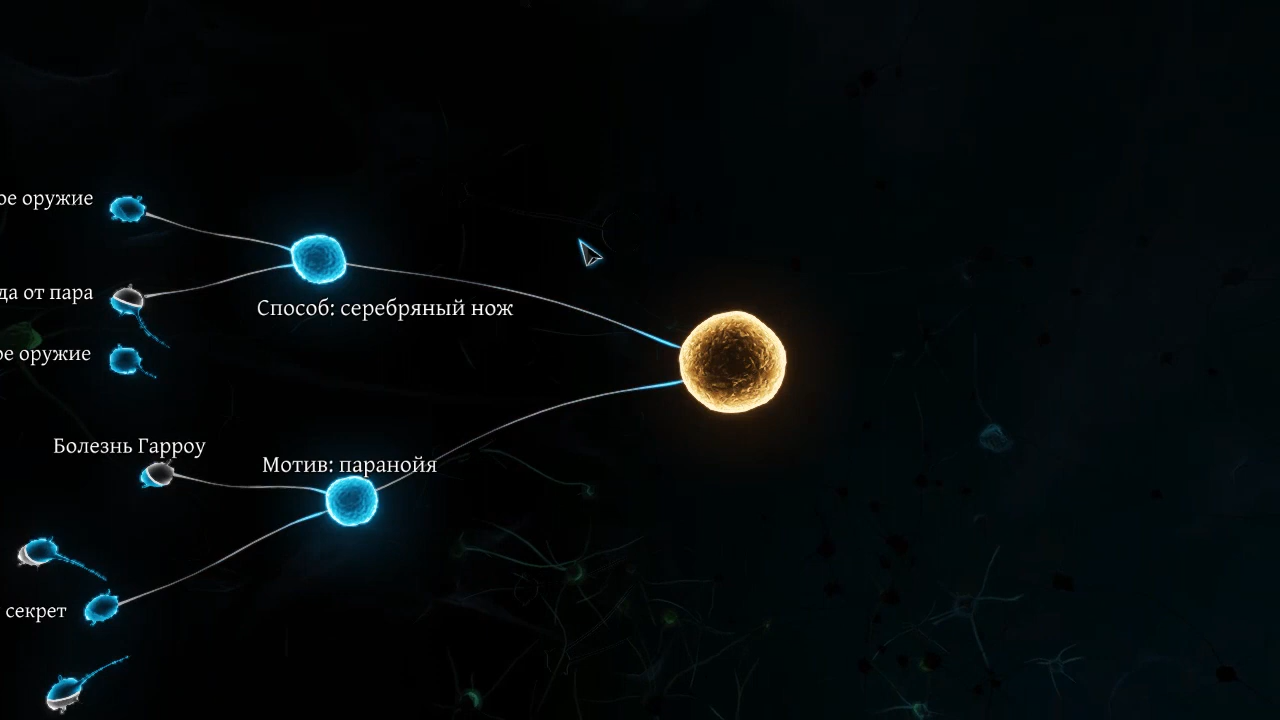 ое оружие
да от пара
Способ: серебряный нож
ое оружие
Болезнь Гарроу
Мотив: паранойя
секрет